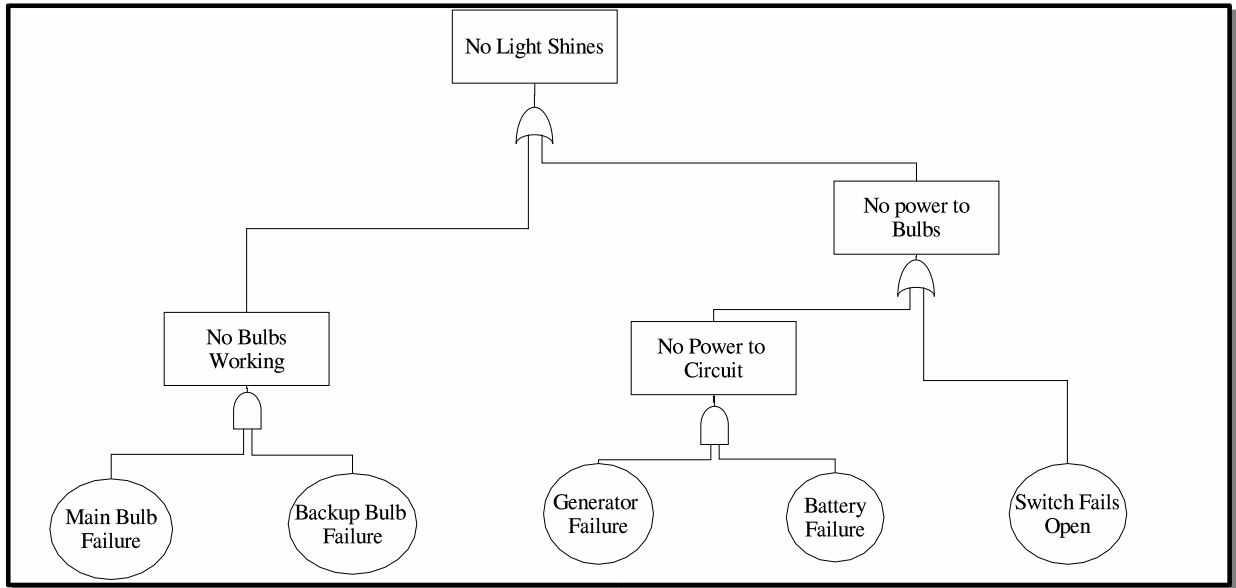 No Light Shines
No power to
Bulbs
No Bulbs
Working
No Power to
Circuit
Main Bulb
Failure
Backup Bulb
Failure
Generator
Failure
Battery
Failure
Switch Fails
Open